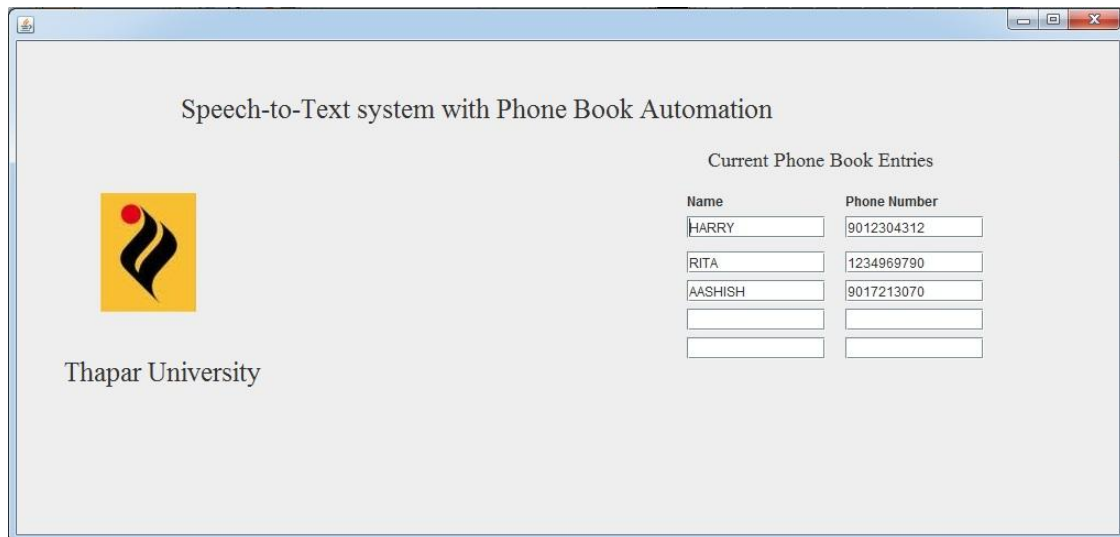 Speech-to-Text system with Phone Book Automation
Current Phone Book Entries
Name Phone Number
HARRY 9012304312
RITA 1234969790
AASHISH 9017213070
Thapar University